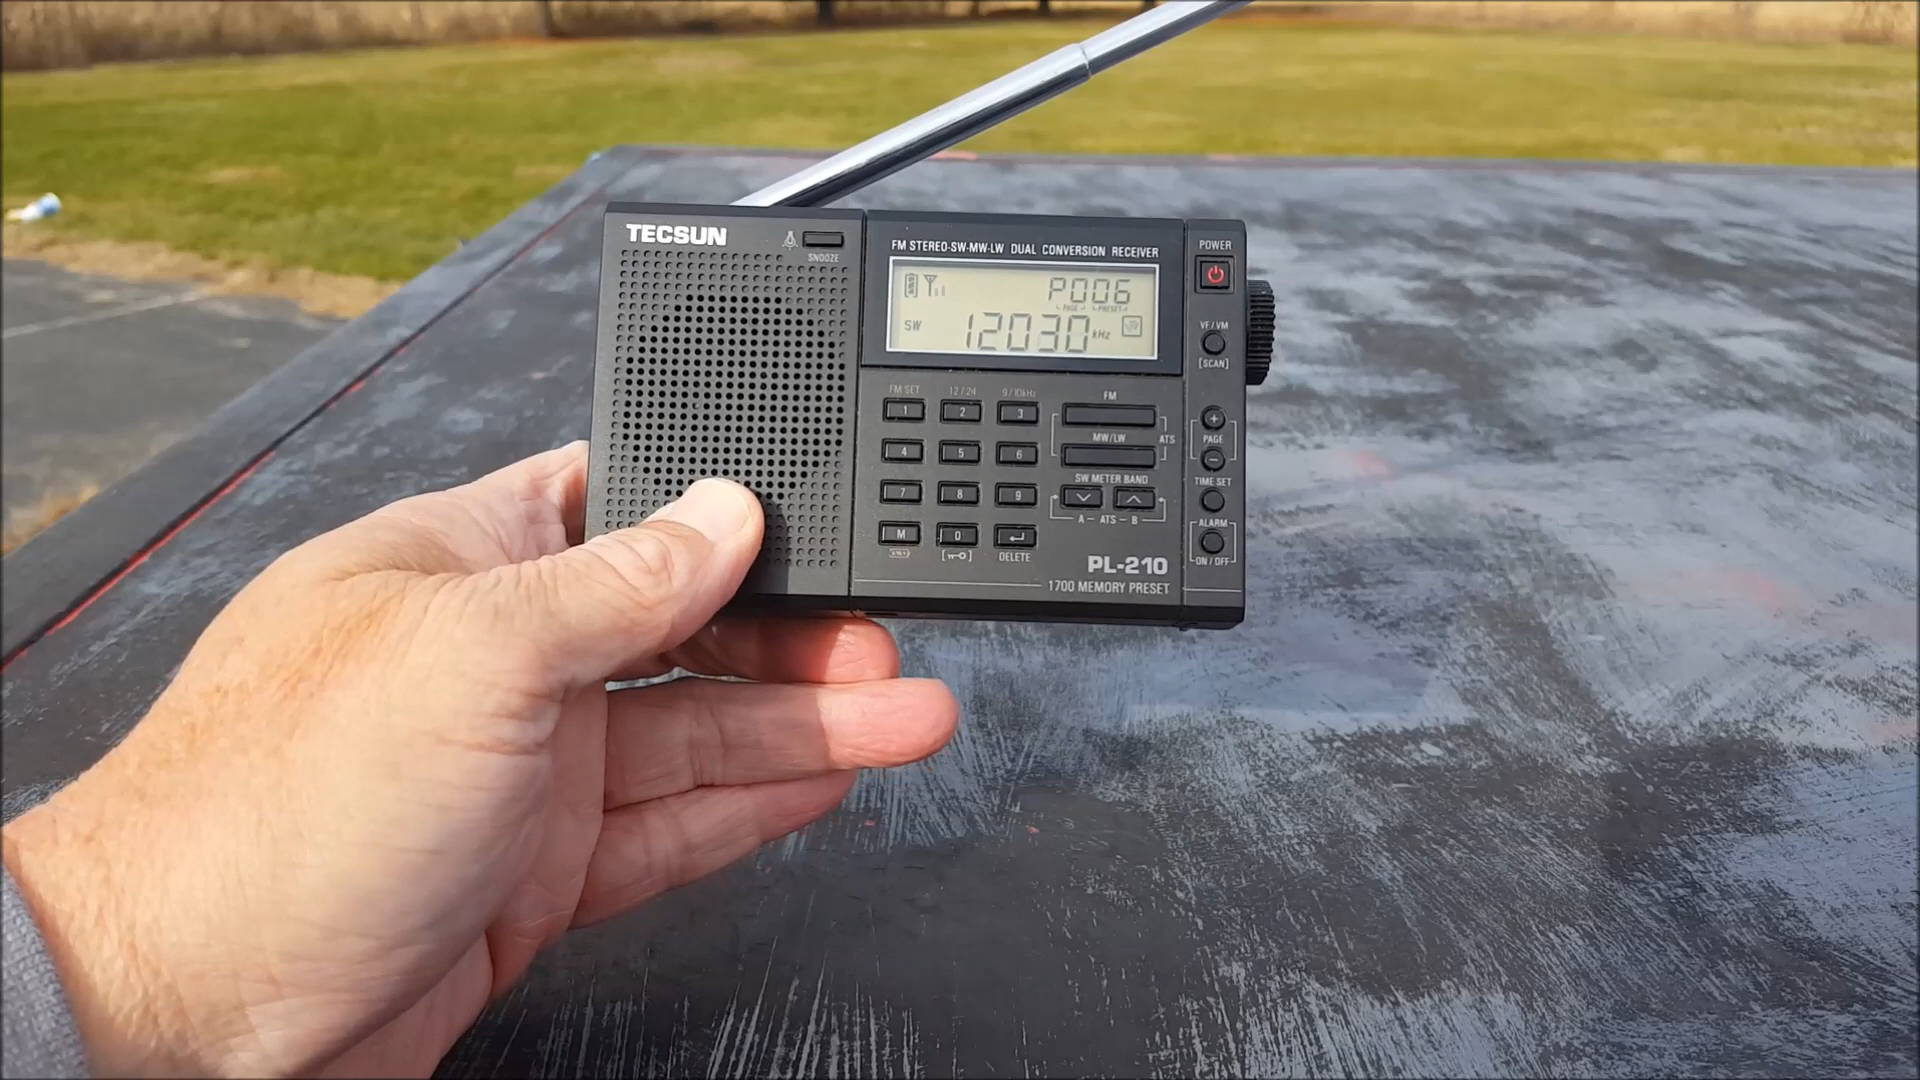 TECSUN
SNOOZE
FM STEREO-SW-MW-LW DUAL CONVERSION RECEIVER
P006
PAGE PRESET
SW 12030 kHz
POWER
VF/VM
[SCAN]
FM SET 12/24 9/10kHz FM
1 2 3
MW/LW ATS
4 5 6
SW METER BAND
7 8 9
A - ATS - B
M 0
DELETE
+
PAGE
-
TIME SET
ALARM
ON / OFF
PL-210
1700 MEMORY PRESET